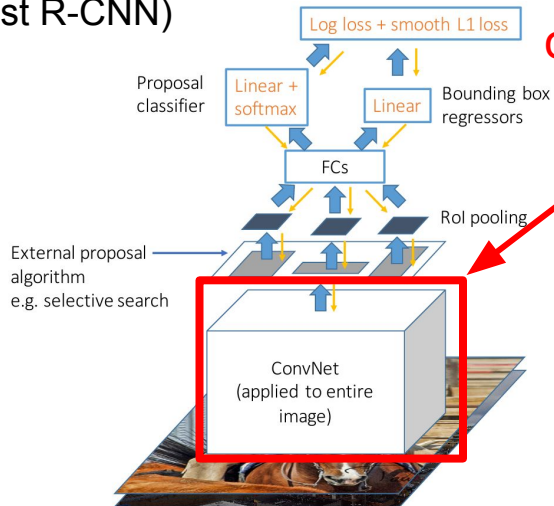 st R-CNN)
Log loss + smooth L1 loss
Proposal
classifier
Linear +
softmax
Linear
Bounding box
regressors
FCs
RoI pooling
External proposal
algorithm
e.g. selective search
ConvNet
(applied to entire
image)